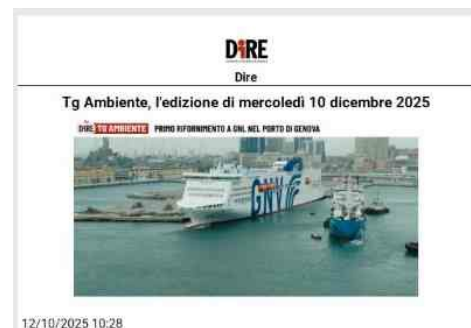 DiRE
Dire
Tg Ambiente, l'edizione di mercoledì 10 dicembre 2025
DiRE TG AMBIENTE PRIMO RIFORNIMENTO A GNL NEL PORTO DI GENOVA
GNV
12/10/2025 10:28